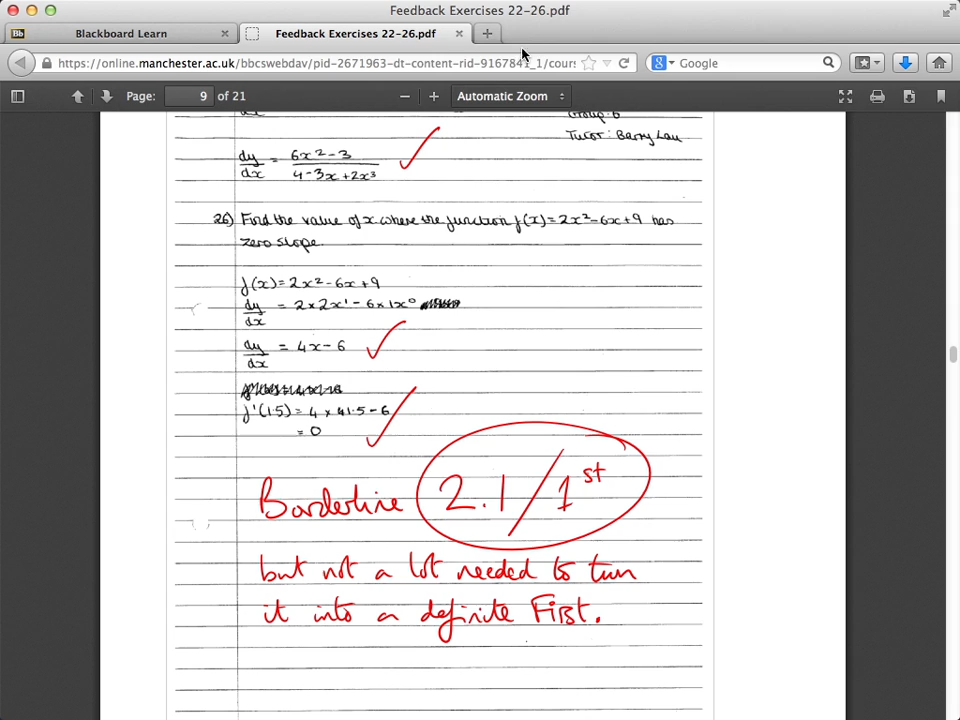 Feedback Exercises 22-26.pdf
Bb Blackboard Learn × Feedback Exercises 22-26.pdf × +
https://online.manchester.ac.uk/bbcswebdav/pid-2671963-dt-content-rid-9167841_1/cours Google
Page: 9 of 21 − + Automatic Zoom
dx
Group: 6
Tutor: Barry Lau
dy/dx = 6x²-3 / 4-3x+2x³
26) Find the value of x where the function f(x)=2x²-6x+9 has
zero slope.
f(x)=2x²-6x+9
dy/dx = 2×2x¹-6×1x⁰
dy/dx = 4x-6
f'(1.5)= 4 × 1.5-6
= 0
Borderline 2.1/1st
but not a lot needed to turn
it into a definite First.